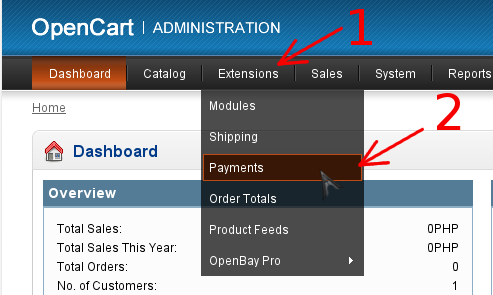 OpenCart | ADMINISTRATION
1
Dashboard Catalog Extensions Sales System Reports
Home
Modules
Shipping
2
Payments
Order Totals
Product Feeds
OpenBay Pro
Dashboard
Overview
Total Sales: 0PHP
Total Sales This Year: 0PHP
Total Orders: 0
No. of Customers: 1